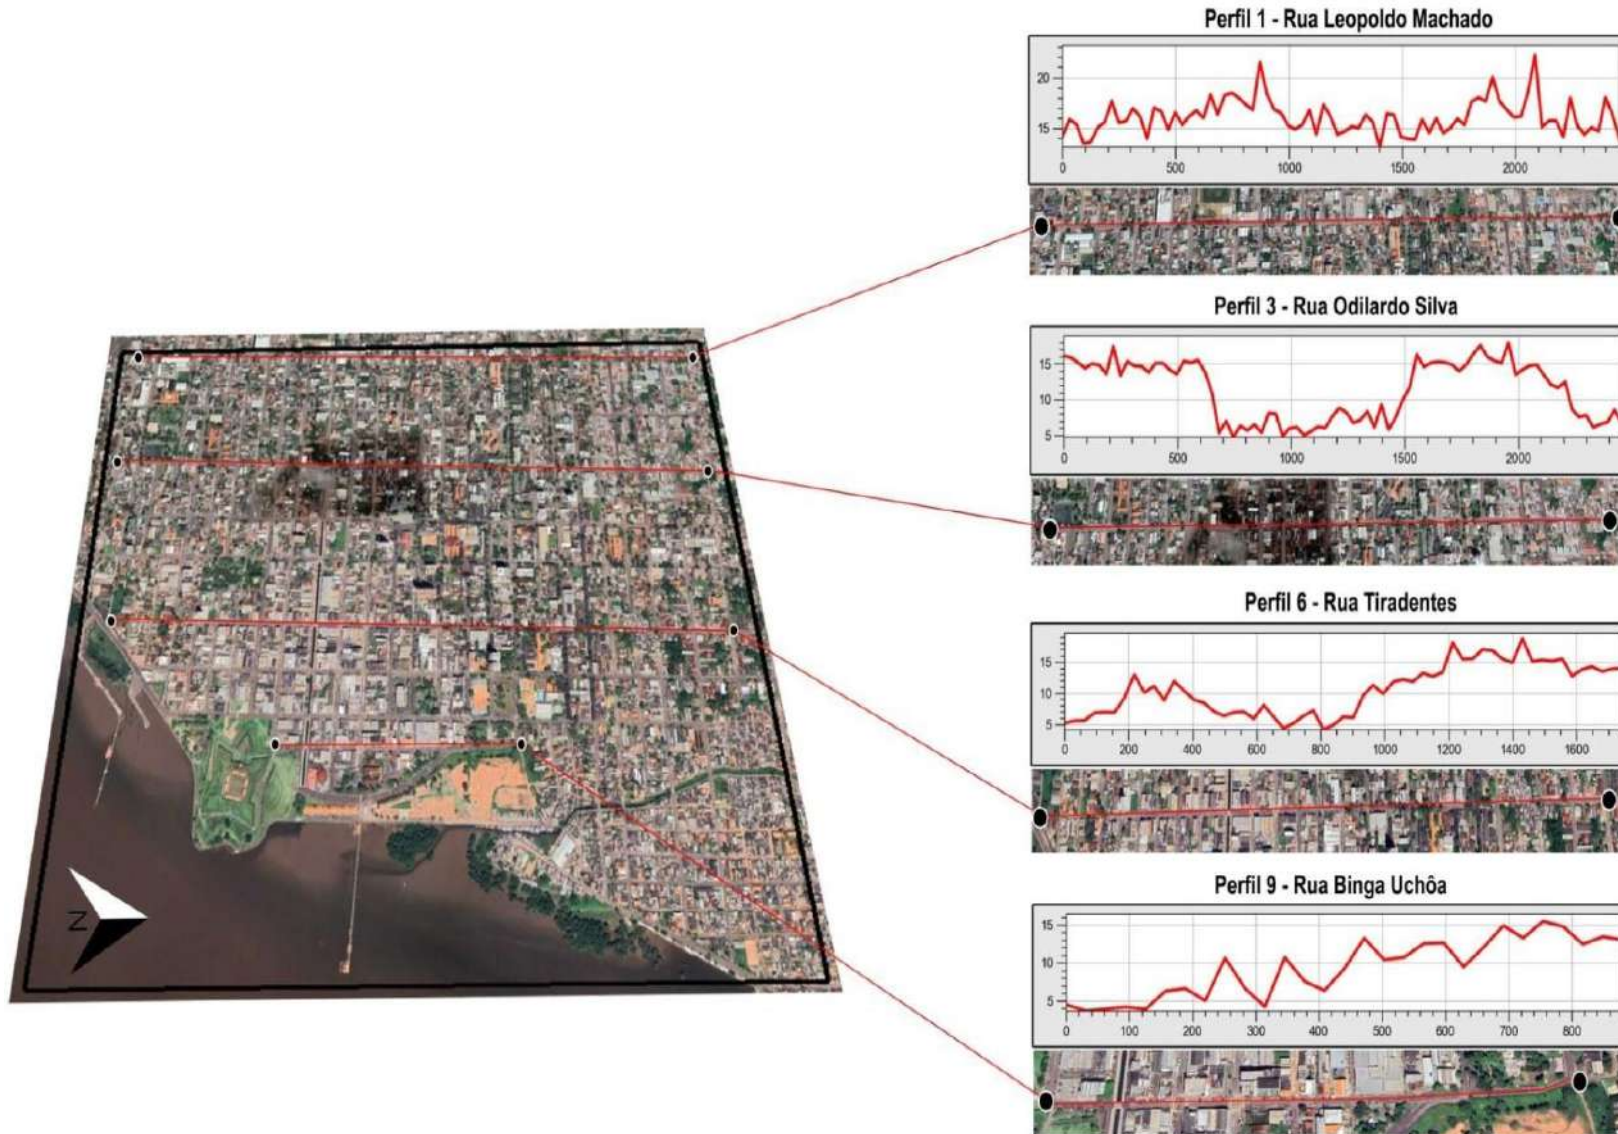 Perfil 1 - Rua Leopoldo Machado
20
15
0 500 1000 1500 2000
Perfil 3 - Rua Odilardo Silva
15
10
5
0 500 1000 1500 2000
Perfil 6 - Rua Tiradentes
15
10
5
0 200 400 600 800 1000 1200 1400 1600
Perfil 9 - Rua Binga Uchôa
15
10
5
0 100 200 300 400 500 600 700 800
N